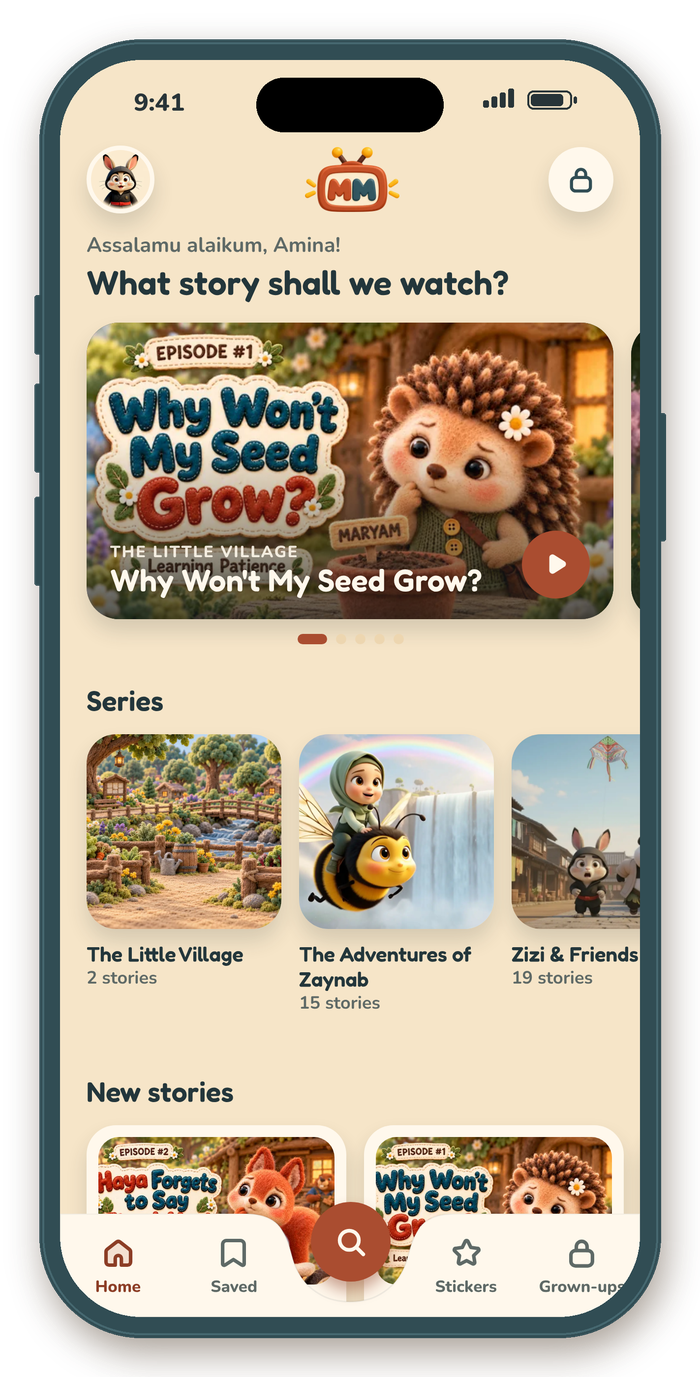 9:41
MM
Assalamu alaikum, Amina!
What story shall we watch?
EPISODE #1
Why Won't
My Seed
Grow?
MARYAM
THE LITTLE VILLAGE
Learning Patience
Why Won't My Seed Grow?
Series
The Little Village
2 stories
The Adventures of
Zaynab
15 stories
Zizi & Friends
19 stories
New stories
EPISODE #2
Haya Forgets
to Say
EPISODE #1
Why Won't
My Seed
Home
Saved
Stickers
Grown-ups